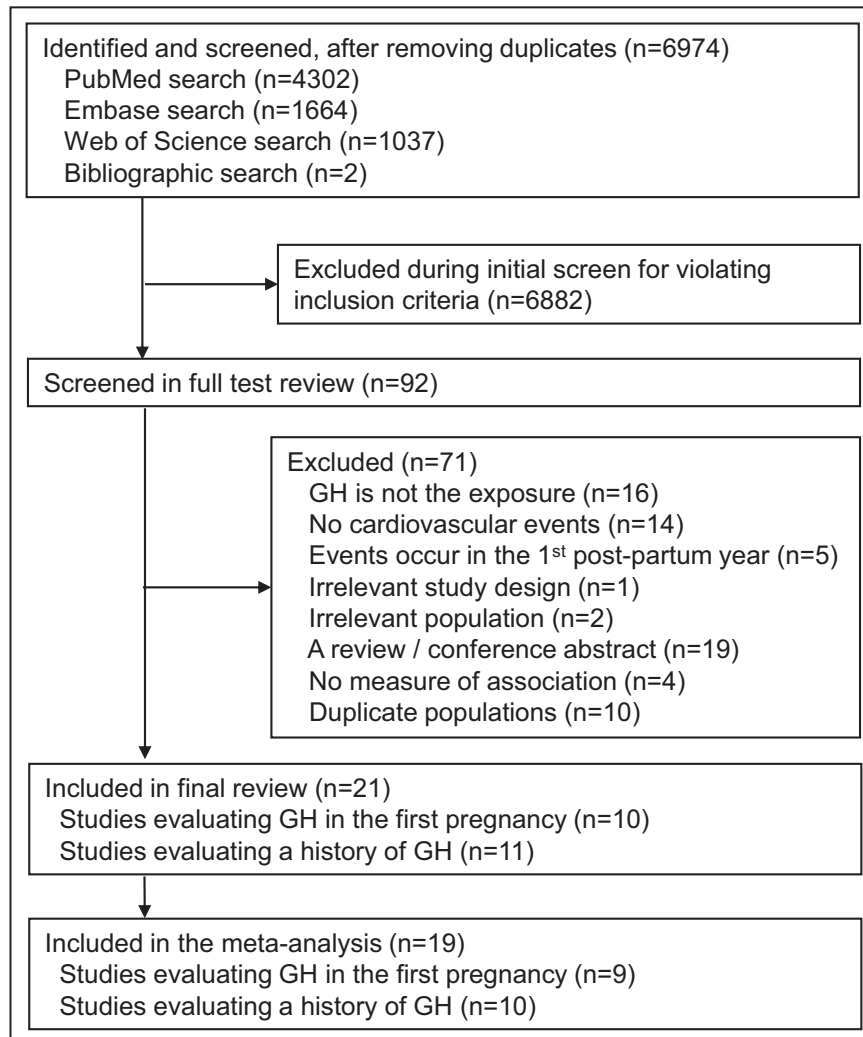 Identified and screened, after removing duplicates (n=6974)
PubMed search (n=4302)
Embase search (n=1664)
Web of Science search (n=1037)
Bibliographic search (n=2)
Excluded during initial screen for violating
inclusion criteria (n=6882)
Screened in full test review (n=92)
Excluded (n=71)
GH is not the exposure (n=16)
No cardiovascular events (n=14)
Events occur in the 1st post-partum year (n=5)
Irrelevant study design (n=1)
Irrelevant population (n=2)
A review / conference abstract (n=19)
No measure of association (n=4)
Duplicate populations (n=10)
Included in final review (n=21)
Studies evaluating GH in the first pregnancy (n=10)
Studies evaluating a history of GH (n=11)
Included in the meta-analysis (n=19)
Studies evaluating GH in the first pregnancy (n=9)
Studies evaluating a history of GH (n=10)